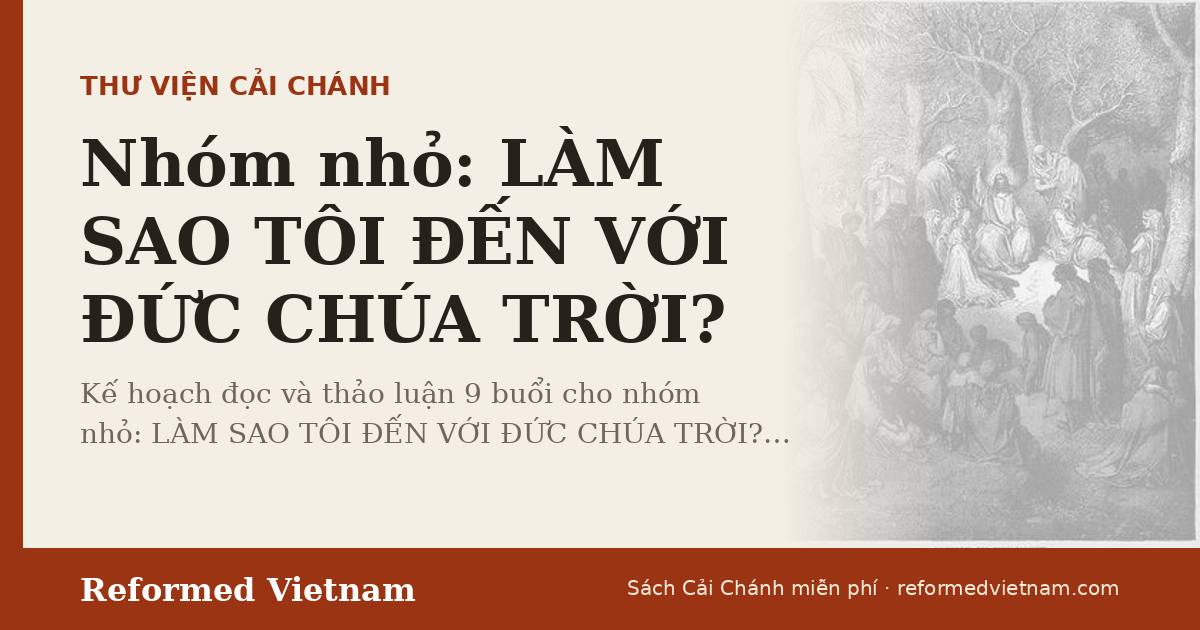 THƯ VIỆN CẢI CHÁNH
Nhóm nhỏ: LÀM
SAO TÔI ĐẾN VỚI
ĐỨC CHÚA TRỜI?
Kế hoạch đọc và thảo luận 9 buổi cho nhóm
nhỏ: LÀM SAO TÔI ĐẾN VỚI ĐỨC CHÚA TRỜI?...
Reformed Vietnam
Sách Cải Chánh miễn phí · reformedvietnam.com